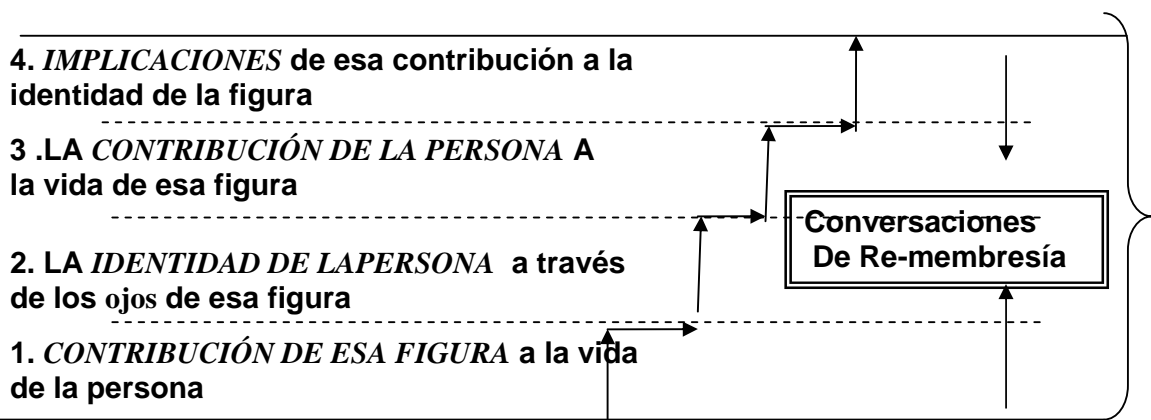 4. IMPLICACIONES de esa contribución a la
identidad de la figura
3 .LA CONTRIBUCIÓN DE LA PERSONA A
la vida de esa figura
Conversaciones
De Re-membresía
2. LA IDENTIDAD DE LAPERSONA a través
de los ojos de esa figura
1. CONTRIBUCIÓN DE ESA FIGURA a la vida
de la persona